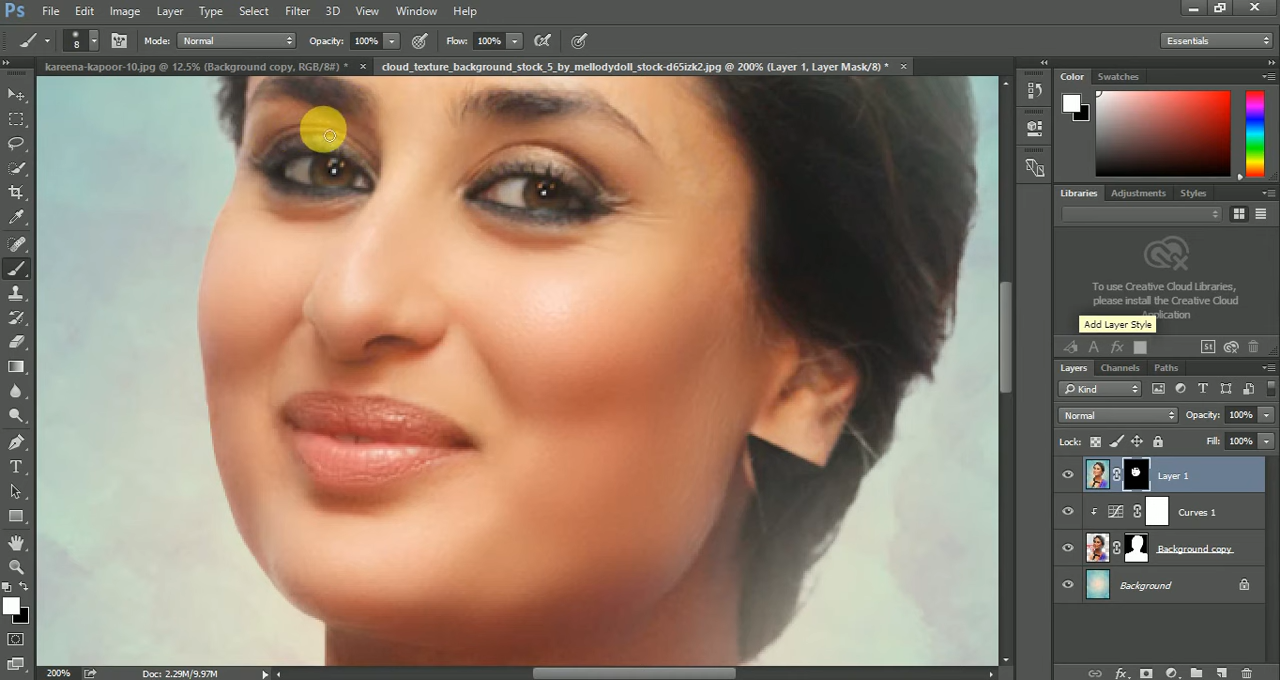 Ps File Edit Image Layer Type Select Filter 3D View Window Help
8 Mode: Normal Opacity: 100% Flow: 100% Essentials
kareena-kapoor-10.jpg @ 12.5% (Background copy, RGB/8#) * × cloud_texture_background_stock_5_by_mellodydoll_stock-d65izk2.jpg @ 200% (Layer 1, Layer Mask/8) * ×
Color Swatches
Libraries Adjustments Styles
To use Creative Cloud Libraries,
please install the Creative Cloud
Application
Add Layer Style
A fx St
Layers Channels Paths
Kind
Normal Opacity: 100%
Lock: Fill: 100%
Layer 1
Curves 1
Background copy
Background
T
200% Doc: 2.29M/9.97M
fx